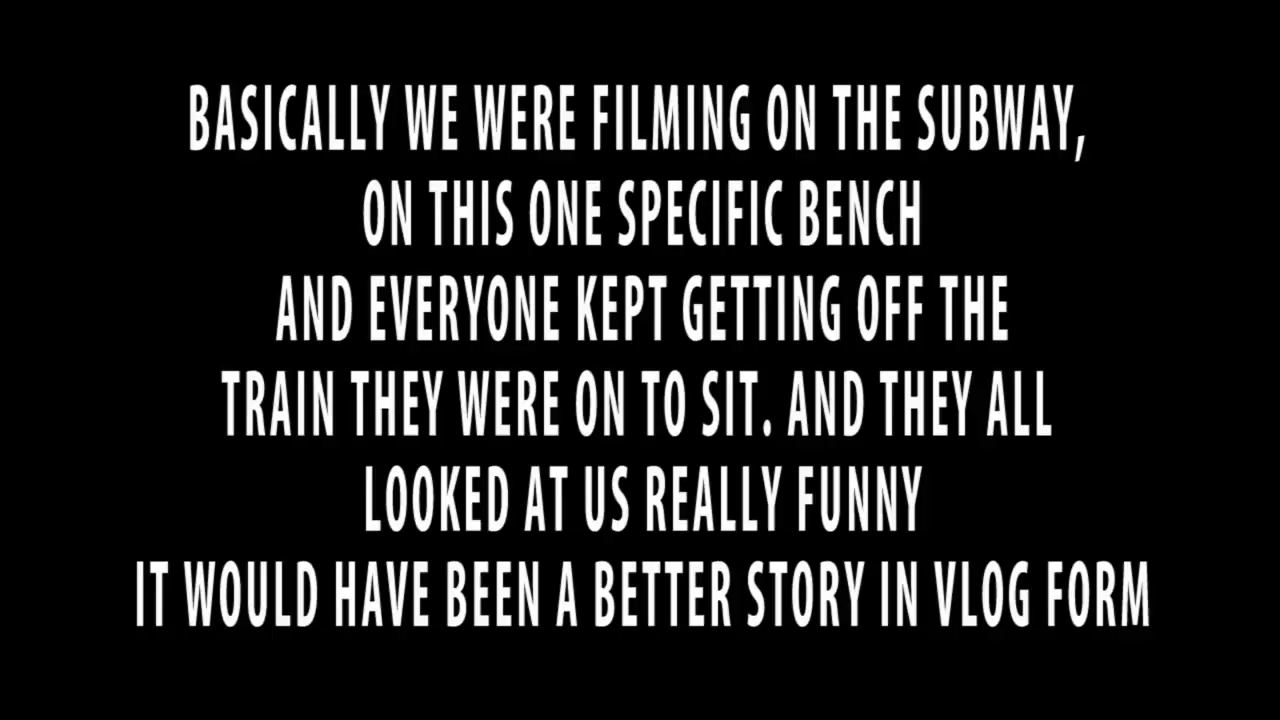 BASICALLY WE WERE FILMING ON THE SUBWAY,
ON THIS ONE SPECIFIC BENCH
AND EVERYONE KEPT GETTING OFF THE
TRAIN THEY WERE ON TO SIT. AND THEY ALL
LOOKED AT US REALLY FUNNY
IT WOULD HAVE BEEN A BETTER STORY IN VLOG FORM